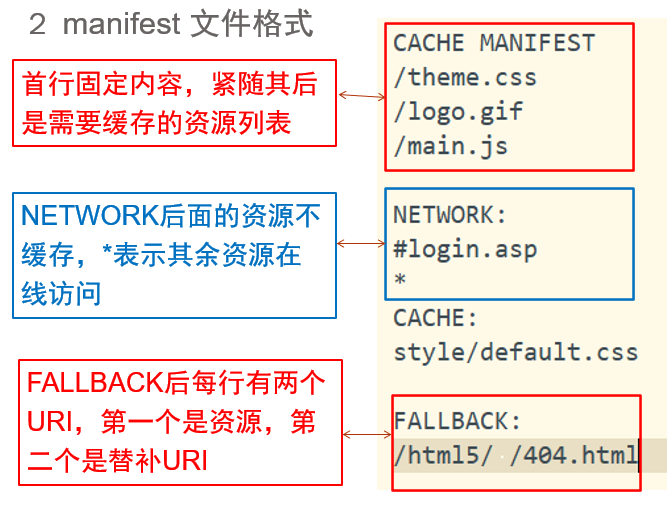 2 manifest 文件格式
首行固定内容，紧随其后
是需要缓存的资源列表
CACHE MANIFEST
/theme.css
/logo.gif
/main.js
NETWORK后面的资源不
缓存，*表示其余资源在
线访问
NETWORK:
#login.asp
*
CACHE:
style/default.css
FALLBACK后每行有两个
URI，第一个是资源，第
二个是替补URI
FALLBACK:
/html5/ /404.html